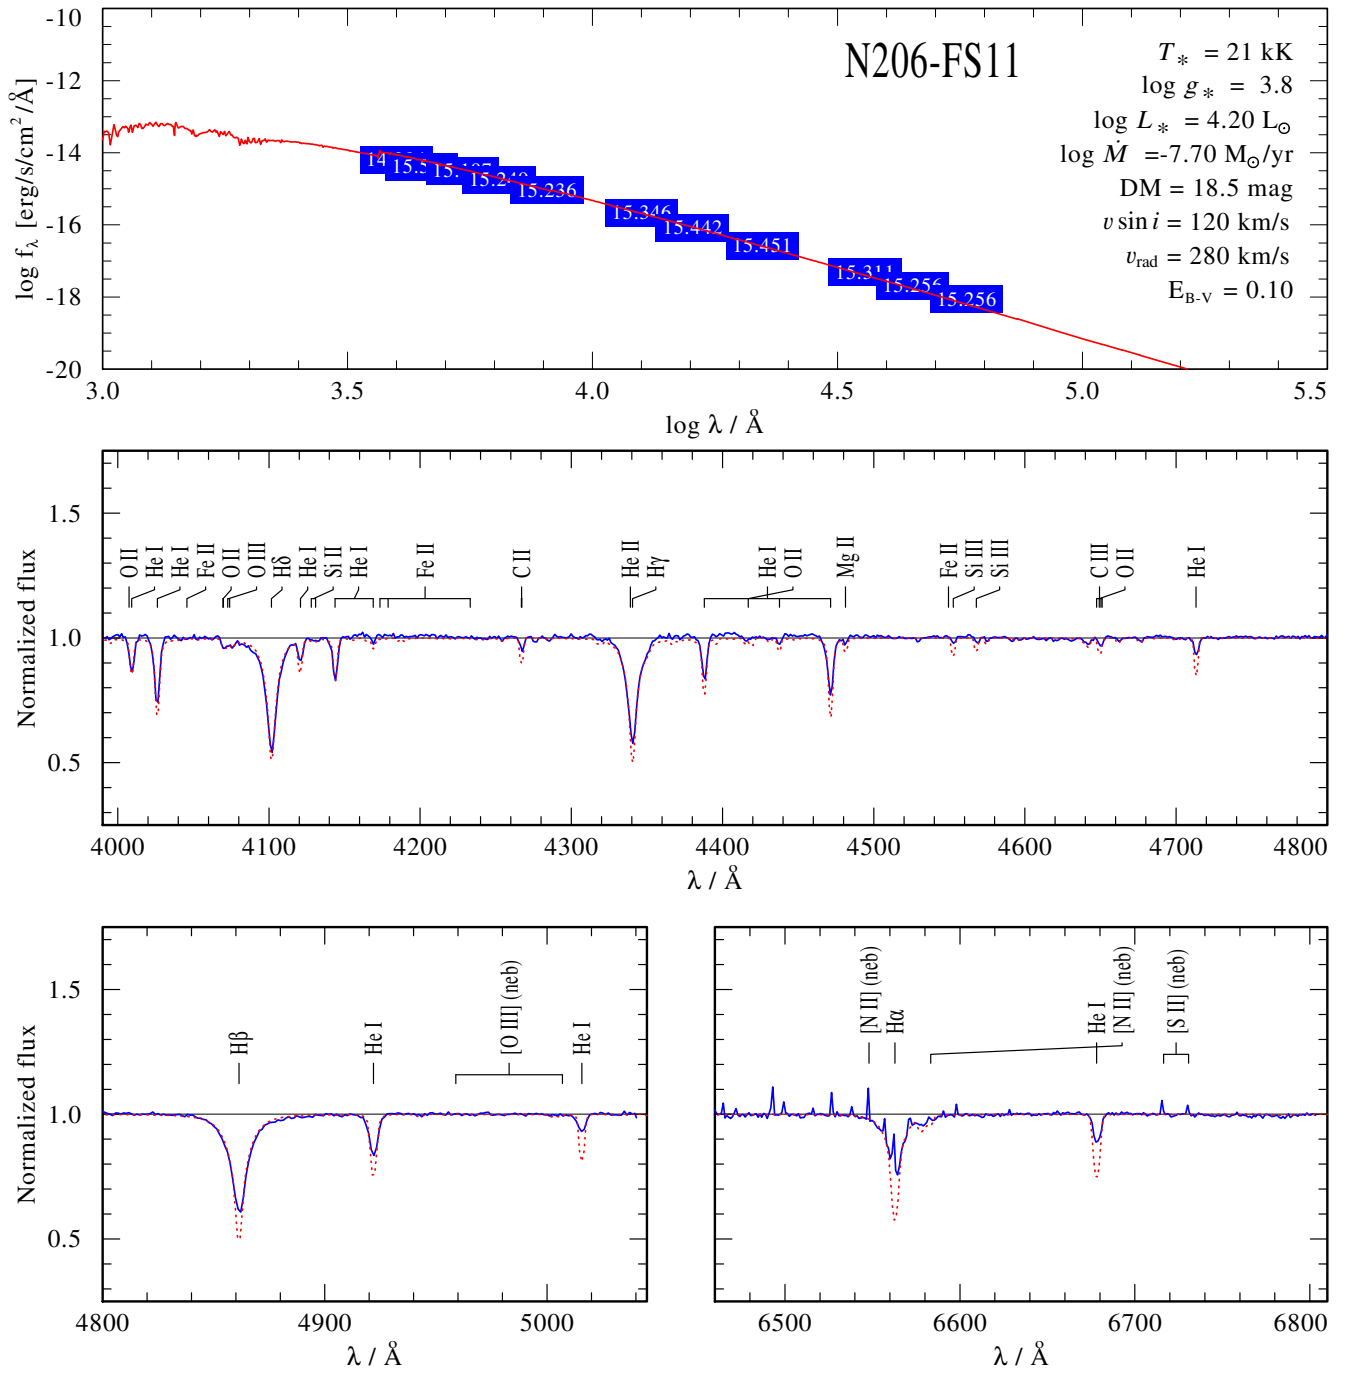 N206-FS11
T* = 21 kK
log g* = 3.8
log L* = 4.20 L⊙
log Ṁ =-7.70 M⊙/yr
DM = 18.5 mag
v sin i = 120 km/s
vrad = 280 km/s
EB-V = 0.10
15.236
15.346
15.442
15.451
15.311
15.256
15.256
-10
-12
-14
-16
-18
-20
log fλ [erg/s/cm²/Å]
3.0 3.5 4.0 4.5 5.0 5.5
log λ / Å
O II He I He I Fe II O II O III Hδ He I Si II He I Fe II C II He II Hγ He I O II Mg II Fe II Si III Si III C III O II He I
1.5
1.0
0.5
Normalized flux
4000 4100 4200 4300 4400 4500 4600 4700 4800
λ / Å
Hβ He I [O III] (neb) He I
1.5
1.0
0.5
Normalized flux
4800 4900 5000
λ / Å
[N II] (neb) Hα He I [N II] (neb) [S II] (neb)
6500 6600 6700 6800
λ / Å